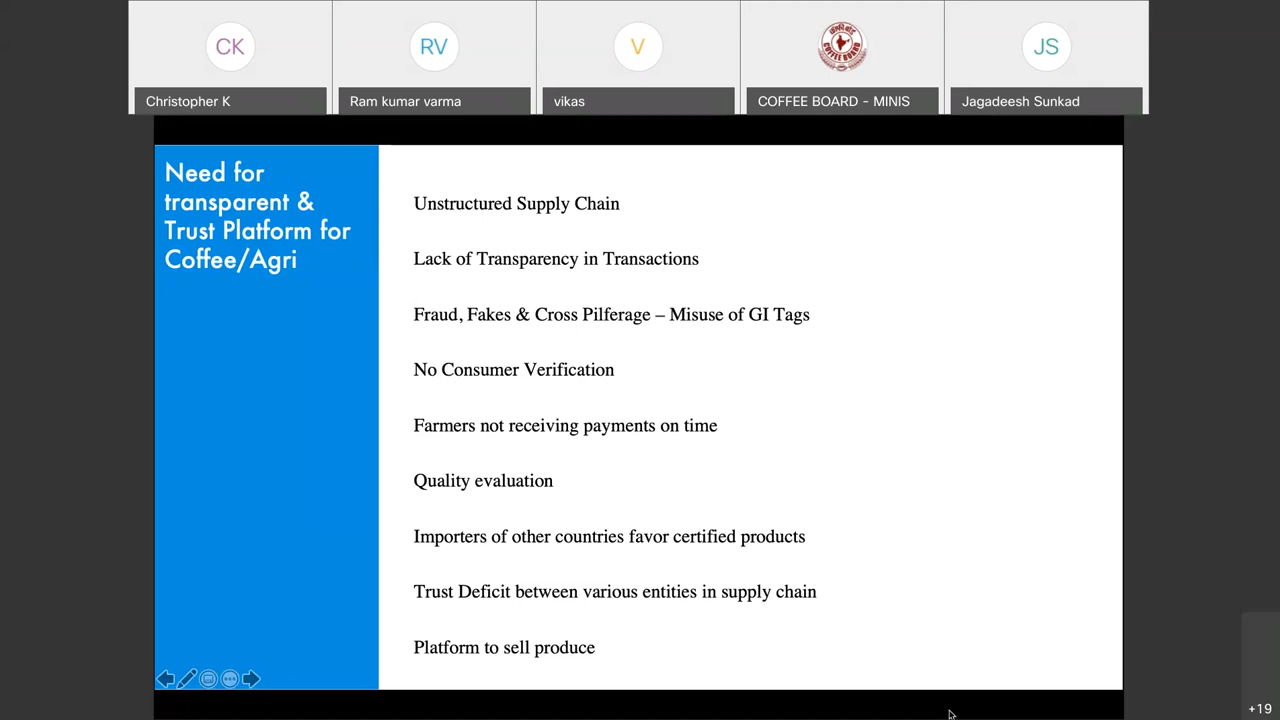 CK
RV
V
JS
Christopher K
Ram kumar varma
vikas
COFFEE BOARD - MINIS
Jagadeesh Sunkad
Need for
transparent &
Trust Platform for
Coffee/Agri
Unstructured Supply Chain
Lack of Transparency in Transactions
Fraud, Fakes & Cross Pilferage – Misuse of GI Tags
No Consumer Verification
Farmers not receiving payments on time
Quality evaluation
Importers of other countries favor certified products
Trust Deficit between various entities in supply chain
Platform to sell produce
+19